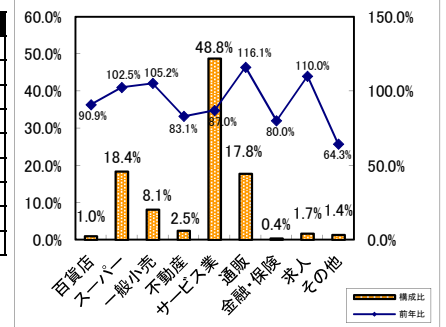 60.0%
50.0%
40.0%
30.0%
20.0%
10.0%
0.0%
150.0%
100.0%
50.0%
0.0%
48.8%
116.1%
102.5%
105.2%
110.0%
90.9%
83.1%
87.0%
80.0%
64.3%
18.4%
17.8%
8.1%
1.0%
2.5%
0.4%
1.7%
1.4%
百貨店
スーパー
一般小売
不動産
サービス業
通販
金融・保険
求人
その他
構成比
前年比